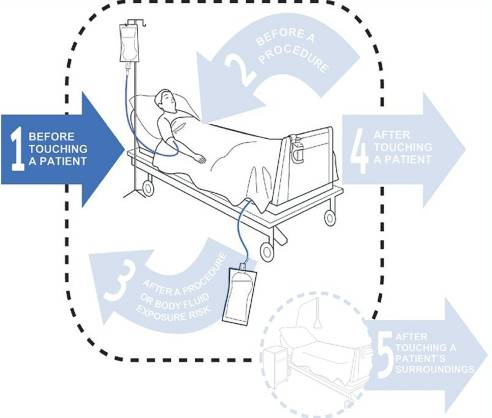 1
BEFORE
TOUCHING
A PATIENT
2
BEFORE A
PROCEDURE
3
AFTER A PROCEDURE
OR BODY FLUID
EXPOSURE RISK
4
AFTER
TOUCHING
A PATIENT
5
AFTER
TOUCHING A
PATIENT'S
SURROUNDINGS